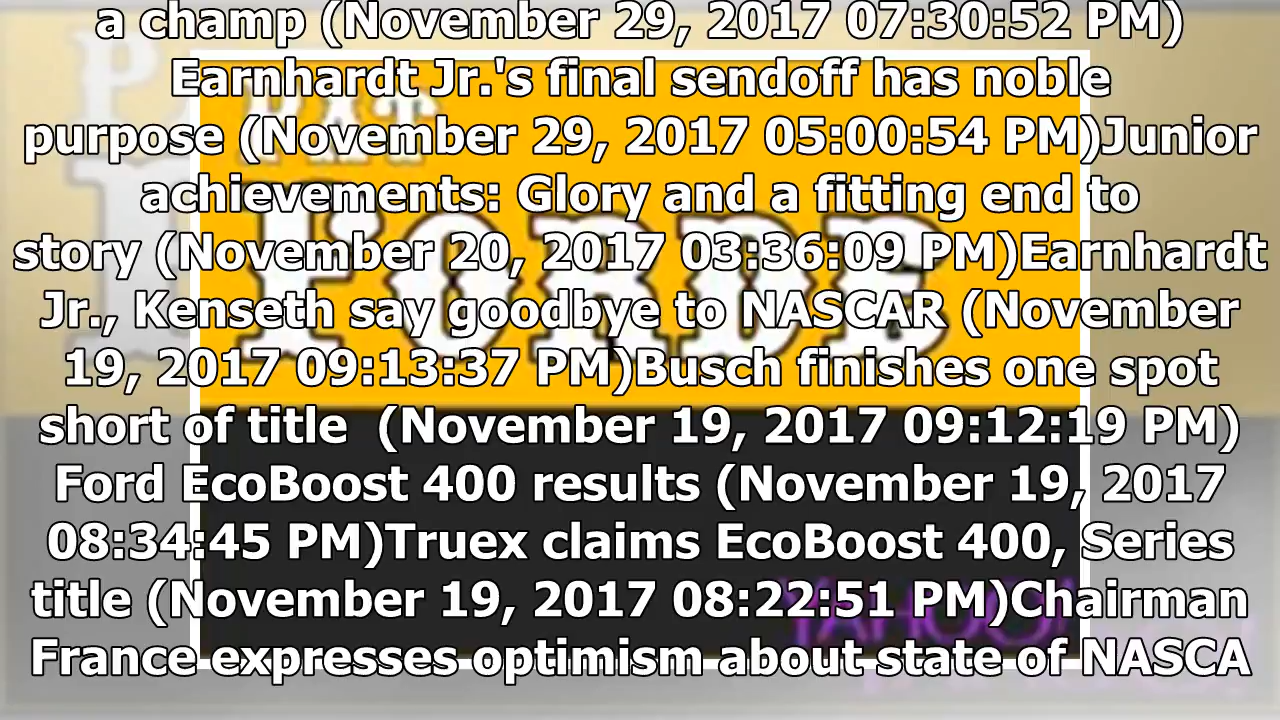 a champ (November 29, 2017 07:30:52 PM)
Earnhardt Jr.'s final sendoff has noble
purpose (November 29, 2017 05:00:54 PM)Junior
achievements: Glory and a fitting end to
story (November 20, 2017 03:36:09 PM)Earnhardt
Jr., Kenseth say goodbye to NASCAR (November
19, 2017 09:13:37 PM)Busch finishes one spot
short of title  (November 19, 2017 09:12:19 PM)
Ford EcoBoost 400 results (November 19, 2017
08:34:45 PM)Truex claims EcoBoost 400, Series
title (November 19, 2017 08:22:51 PM)Chairman
France expresses optimism about state of NASCA
PAT
FORDE
YAHOO!